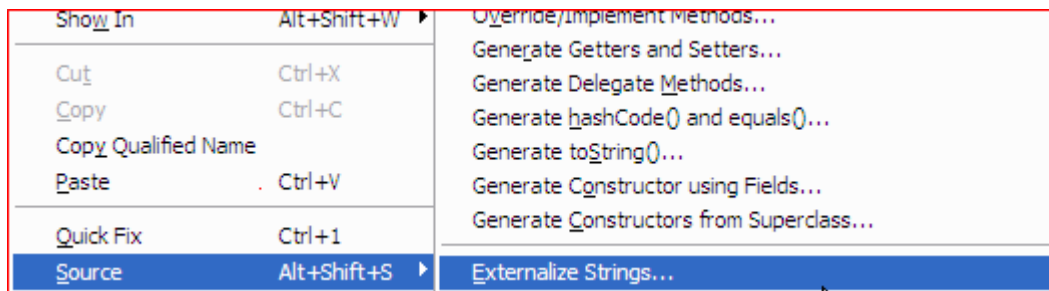 Show In Alt+Shift+W
Cut Ctrl+X
Copy Ctrl+C
Copy Qualified Name
Paste Ctrl+V
Quick Fix Ctrl+1
Source Alt+Shift+S
Override/Implement Methods...
Generate Getters and Setters...
Generate Delegate Methods...
Generate hashCode() and equals()...
Generate toString()...
Generate Constructor using Fields...
Generate Constructors from Superclass...
Externalize Strings...